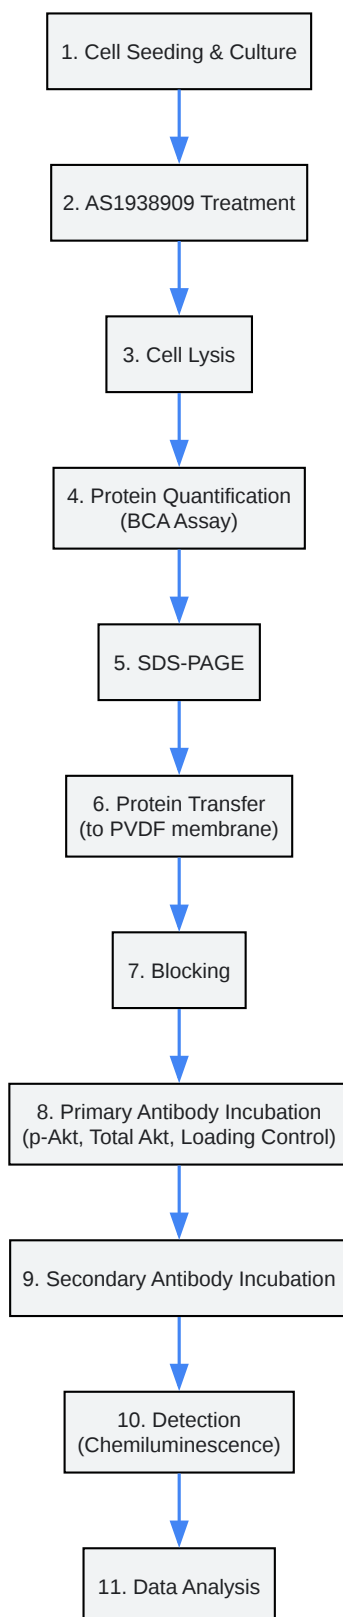 1. Cell Seeding & Culture
2. AS1938909 Treatment
3. Cell Lysis
4. Protein Quantification
(BCA Assay)
5. SDS-PAGE
6. Protein Transfer
(to PVDF membrane)
7. Blocking
8. Primary Antibody Incubation
(p-Akt, Total Akt, Loading Control)
9. Secondary Antibody Incubation
10. Detection
(Chemiluminescence)
11. Data Analysis